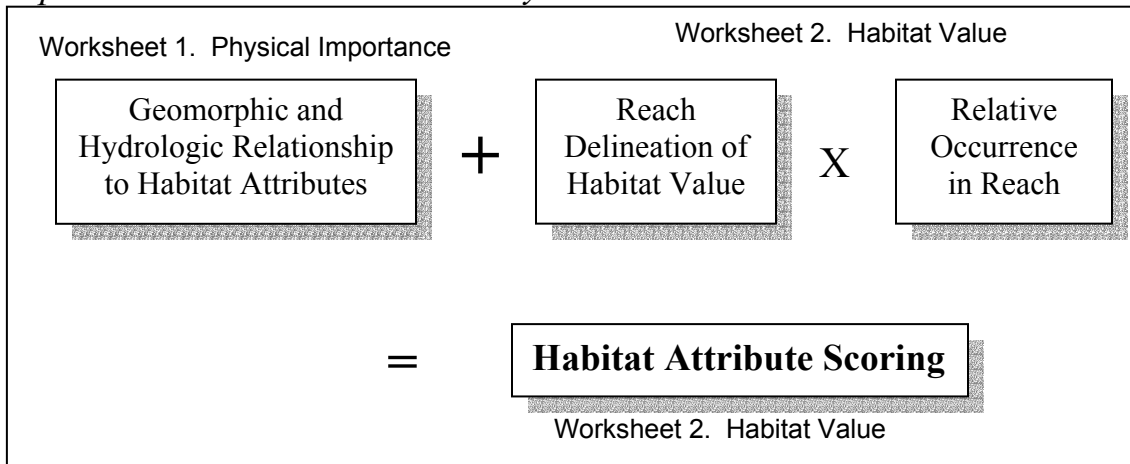 Worksheet 1. Physical Importance
Worksheet 2. Habitat Value
Geomorphic and
Hydrologic Relationship
to Habitat Attributes
+
Reach
Delineation of
Habitat Value
X
Relative
Occurrence
in Reach
=
Habitat Attribute Scoring
Worksheet 2. Habitat Value